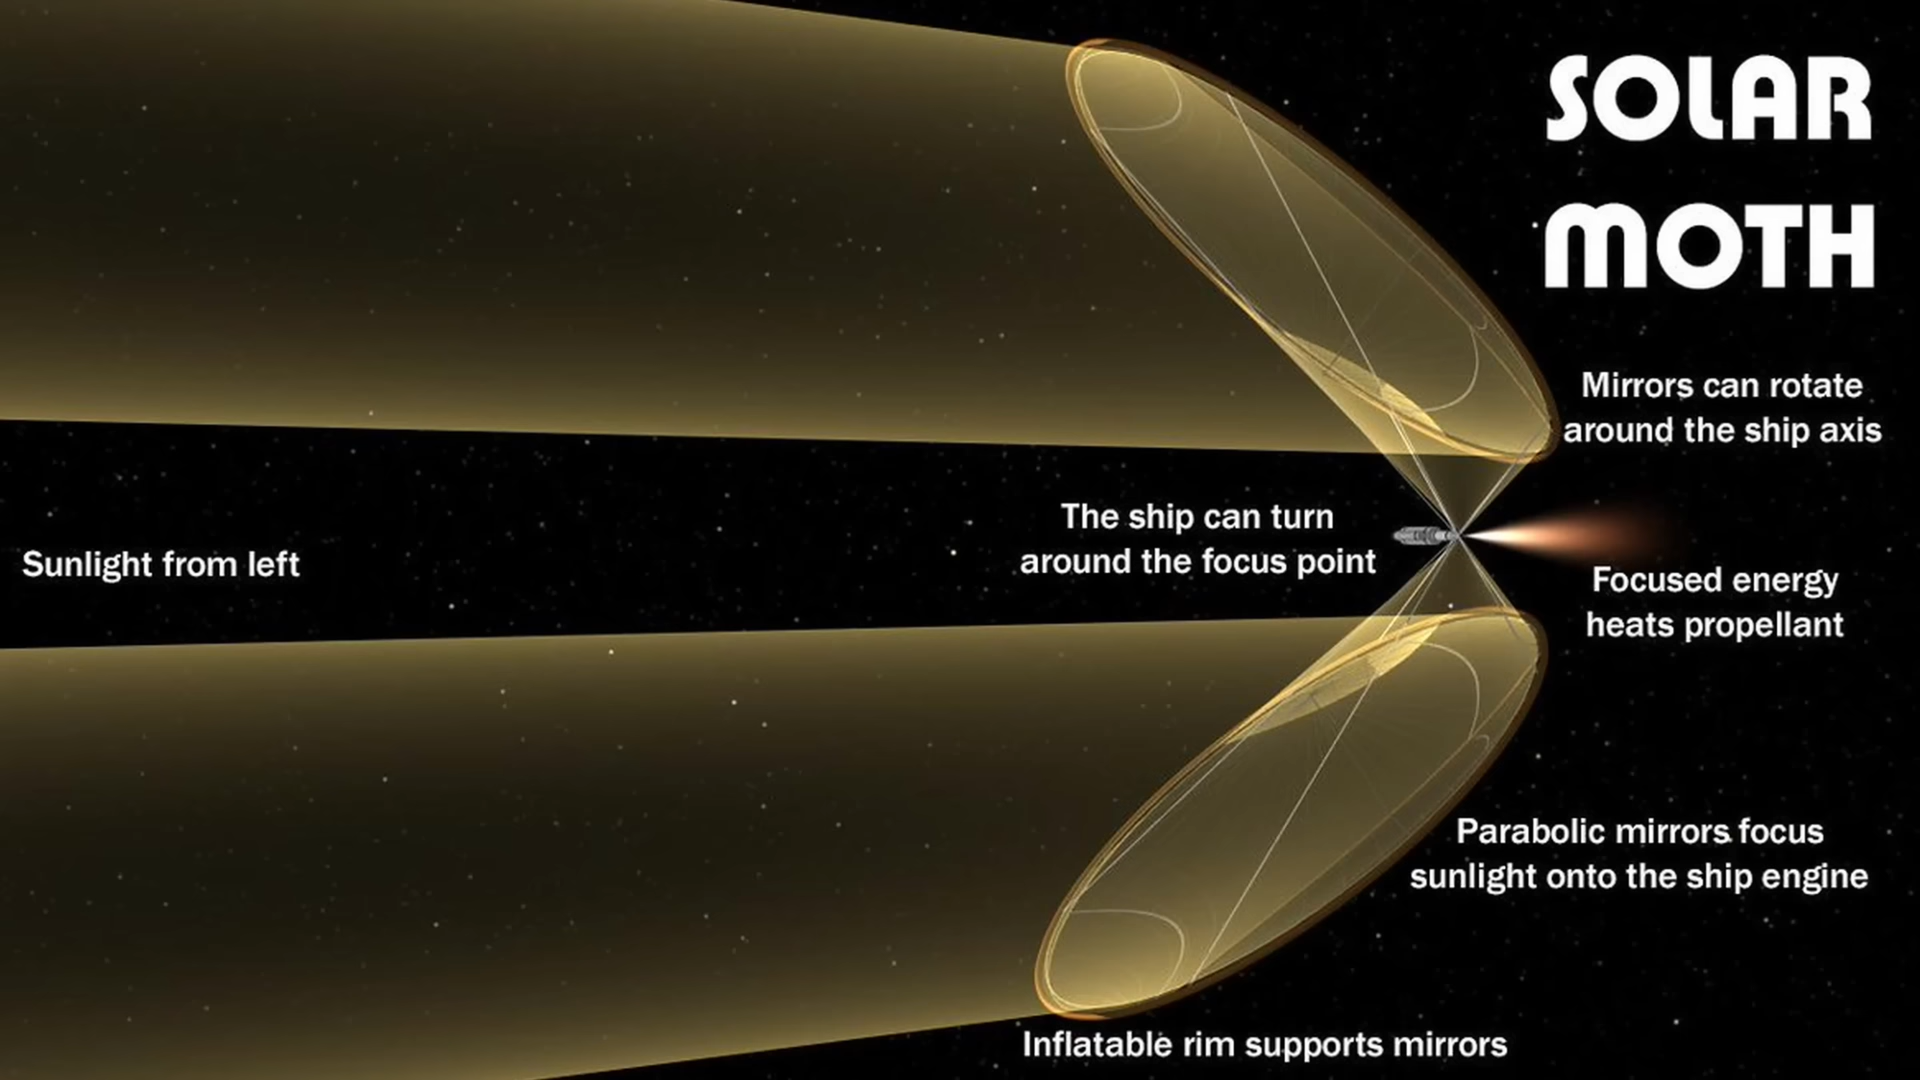 SOLAR
MOTH
Mirrors can rotate
around the ship axis
The ship can turn
around the focus point
Sunlight from left
Focused energy
heats propellant
Parabolic mirrors focus
sunlight onto the ship engine
Inflatable rim supports mirrors